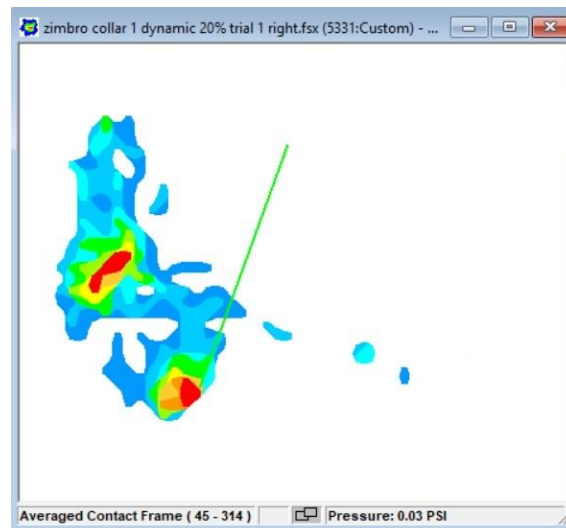 zimbro collar 1 dynamic 20% trial 1 right.fsx (5331:Custom) - ...
Averaged Contact Frame ( 45 - 314 ) Pressure: 0.03 PSI